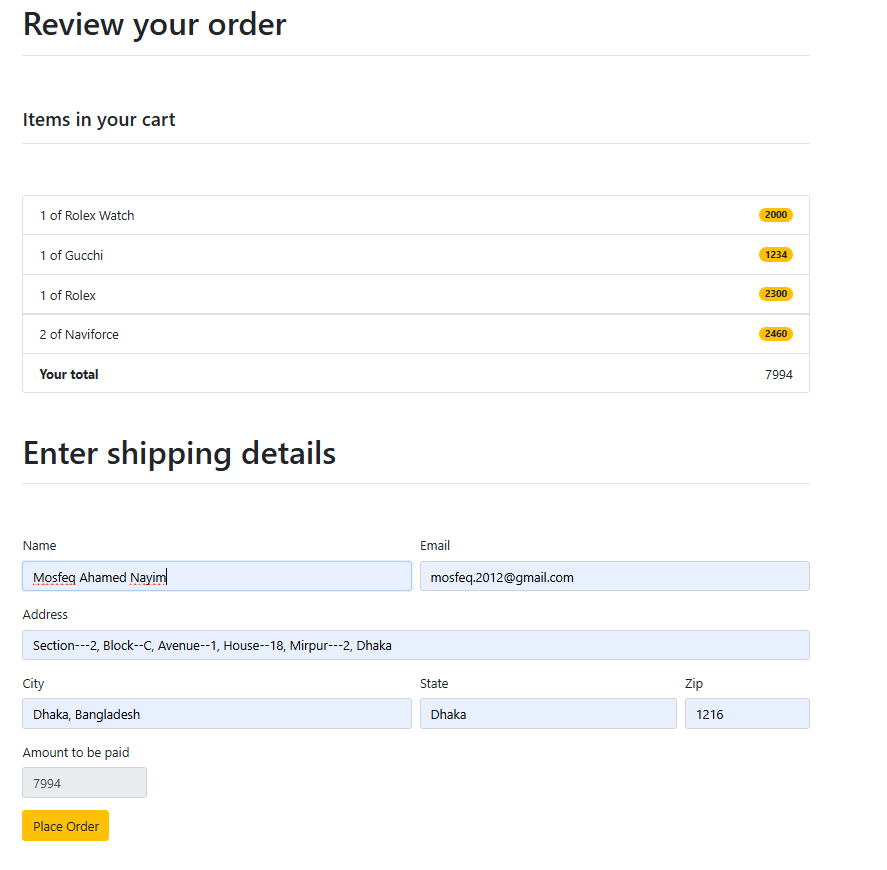 Review your order
Items in your cart
1 of Rolex Watch 2000
1 of Gucchi 1234
1 of Rolex 2300
2 of Naviforce 2460
Your total 7994
Enter shipping details
Name Email
Mosfeq Ahamed Nayim mosfeq.2012@gmail.com
Address
Section---2, Block--C, Avenue--1, House--18, Mirpur---2, Dhaka
City State Zip
Dhaka, Bangladesh Dhaka 1216
Amount to be paid
7994
Place Order